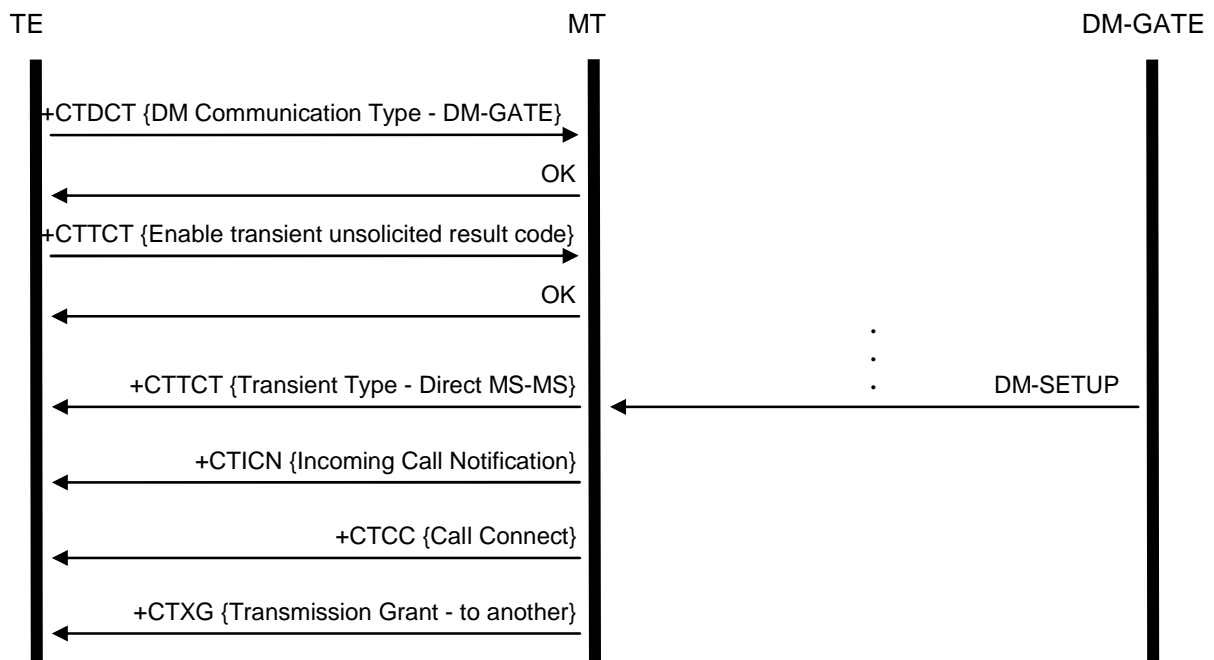 TE MT DM-GATE
+CTDCT {DM Communication Type - DM-GATE}
OK
+CTTCT {Enable transient unsolicited result code}
OK
.
.
+CTTCT {Transient Type - Direct MS-MS} . DM-SETUP
+CTICN {Incoming Call Notification}
+CTCC {Call Connect}
+CTXG {Transmission Grant - to another}